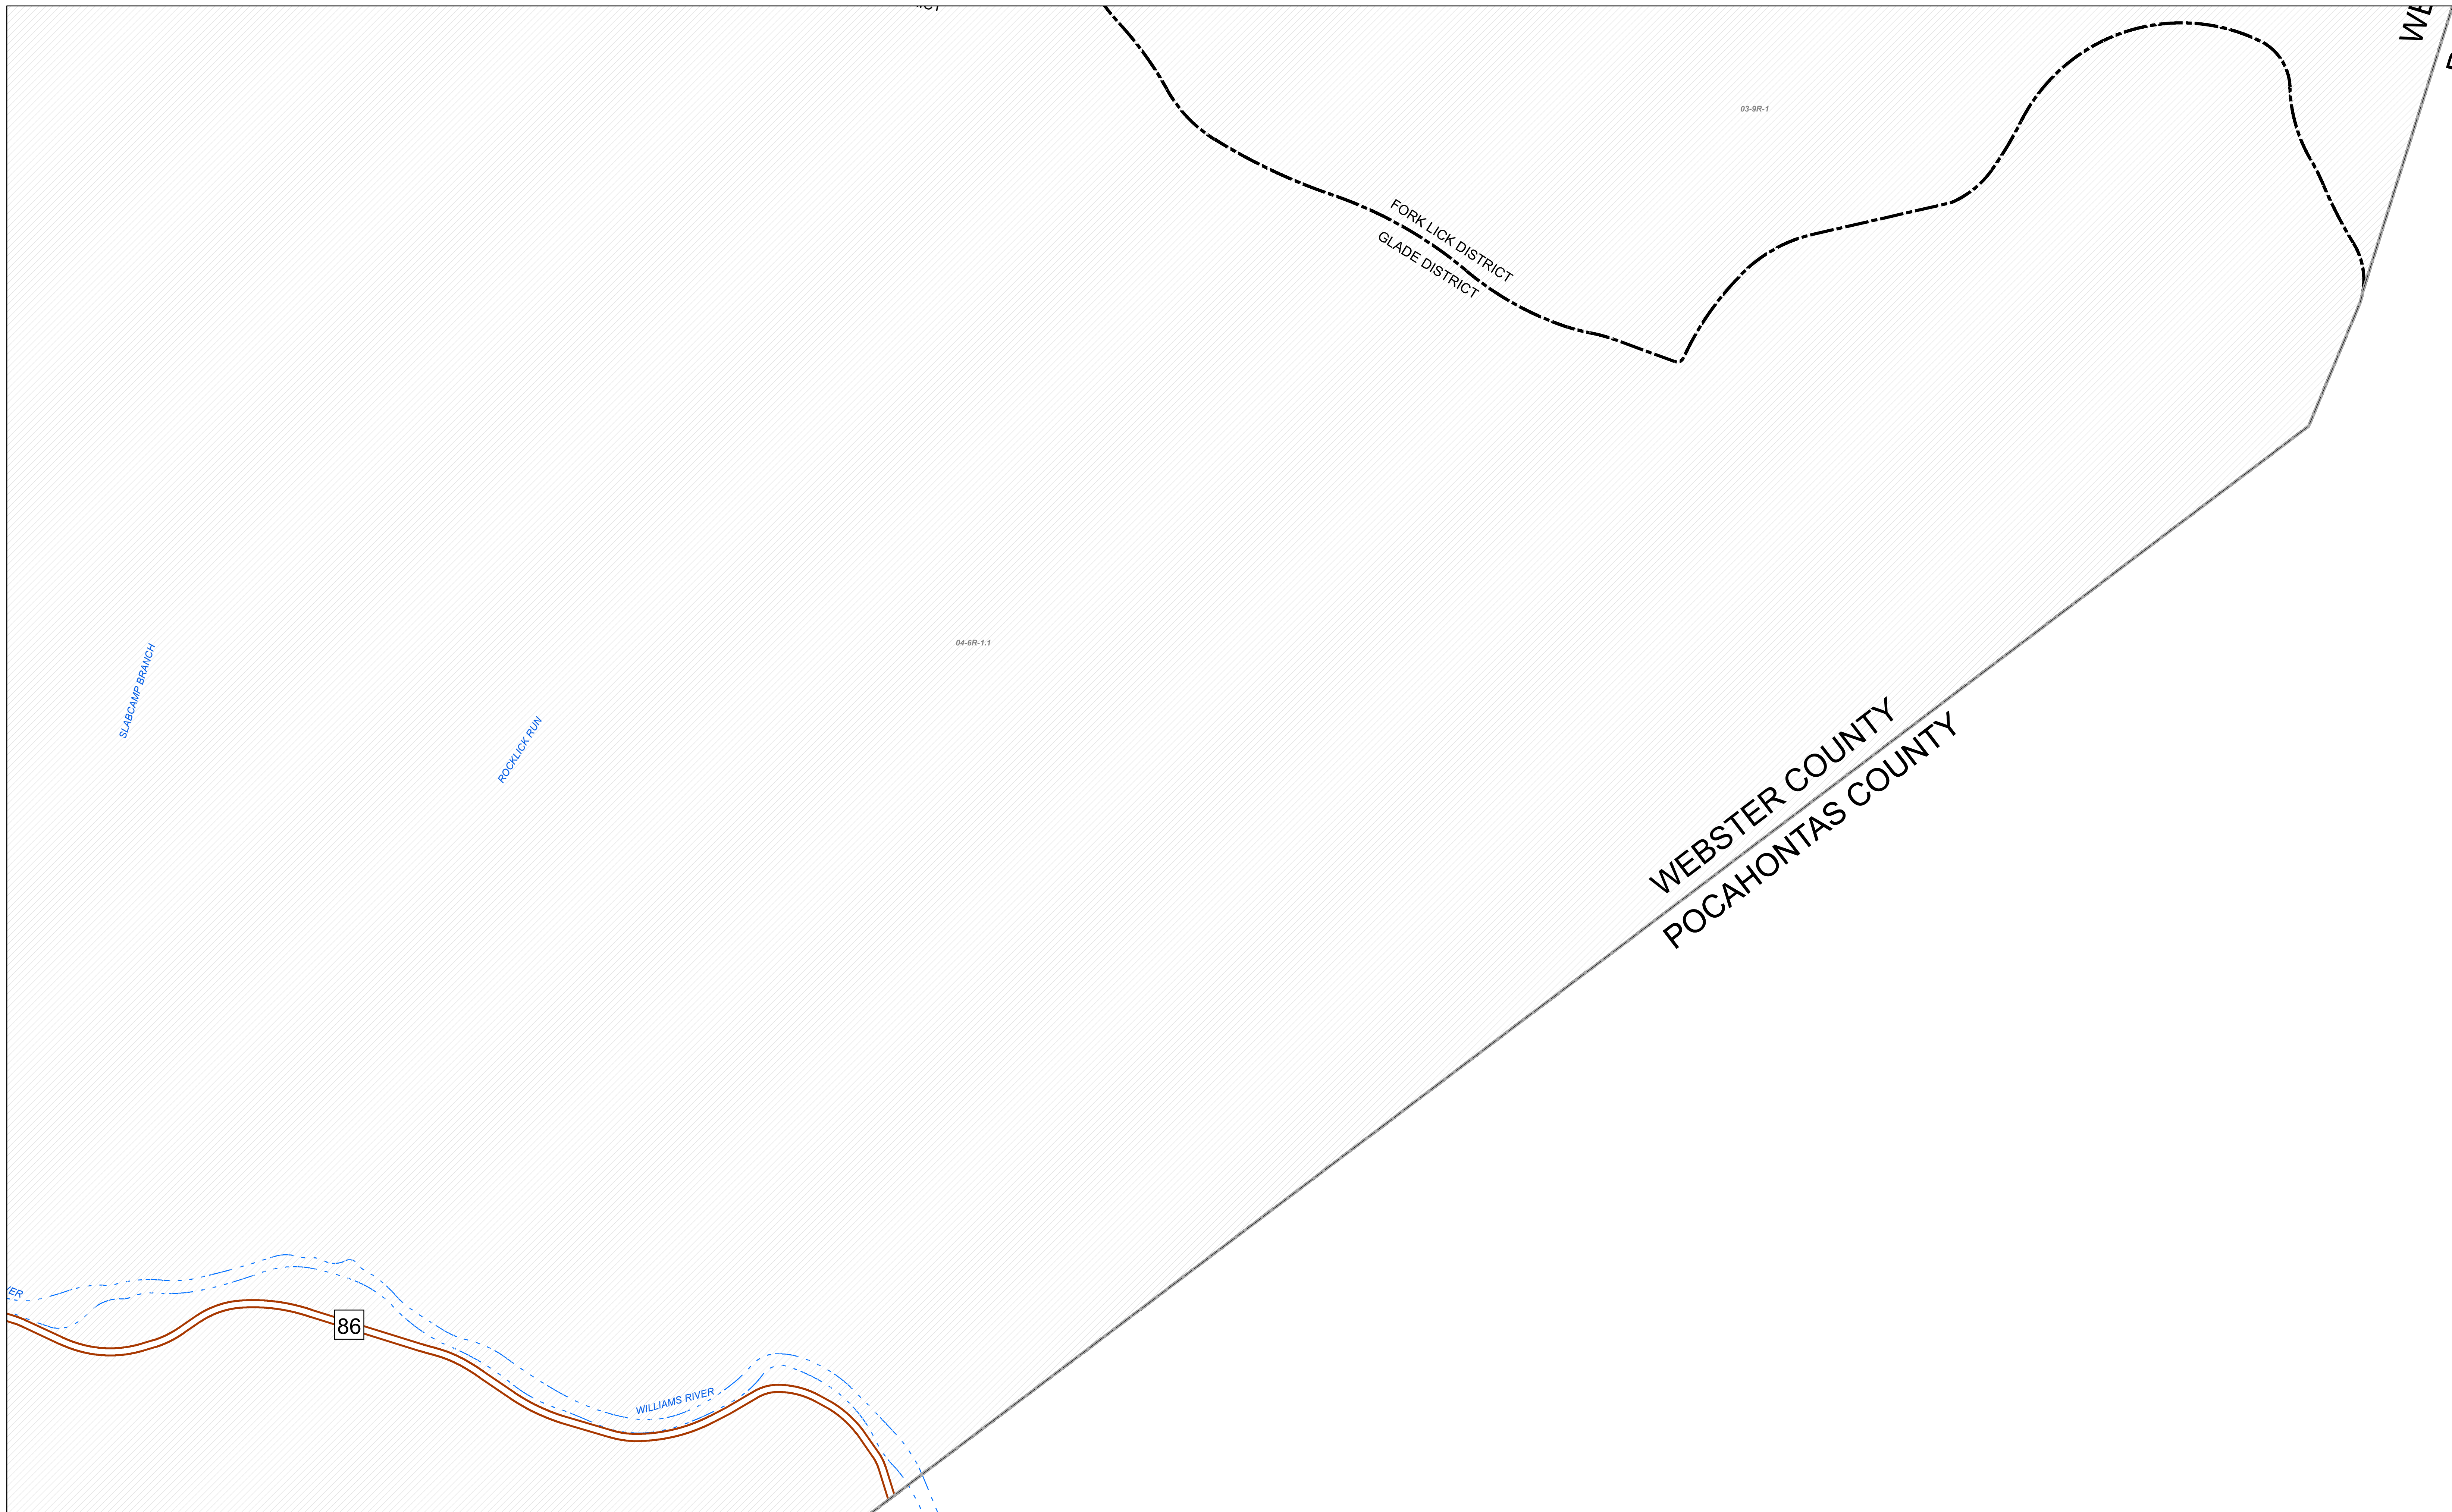 03-9R-1
FORK LICK DISTRICT
GLADE DISTRICT
04-6R-1.1
SLABCAMP BRANCH
ROCKLICK RUN
WEBSTER COUNTY
POCAHONTAS COUNTY
86
WILLIAMS RIVER